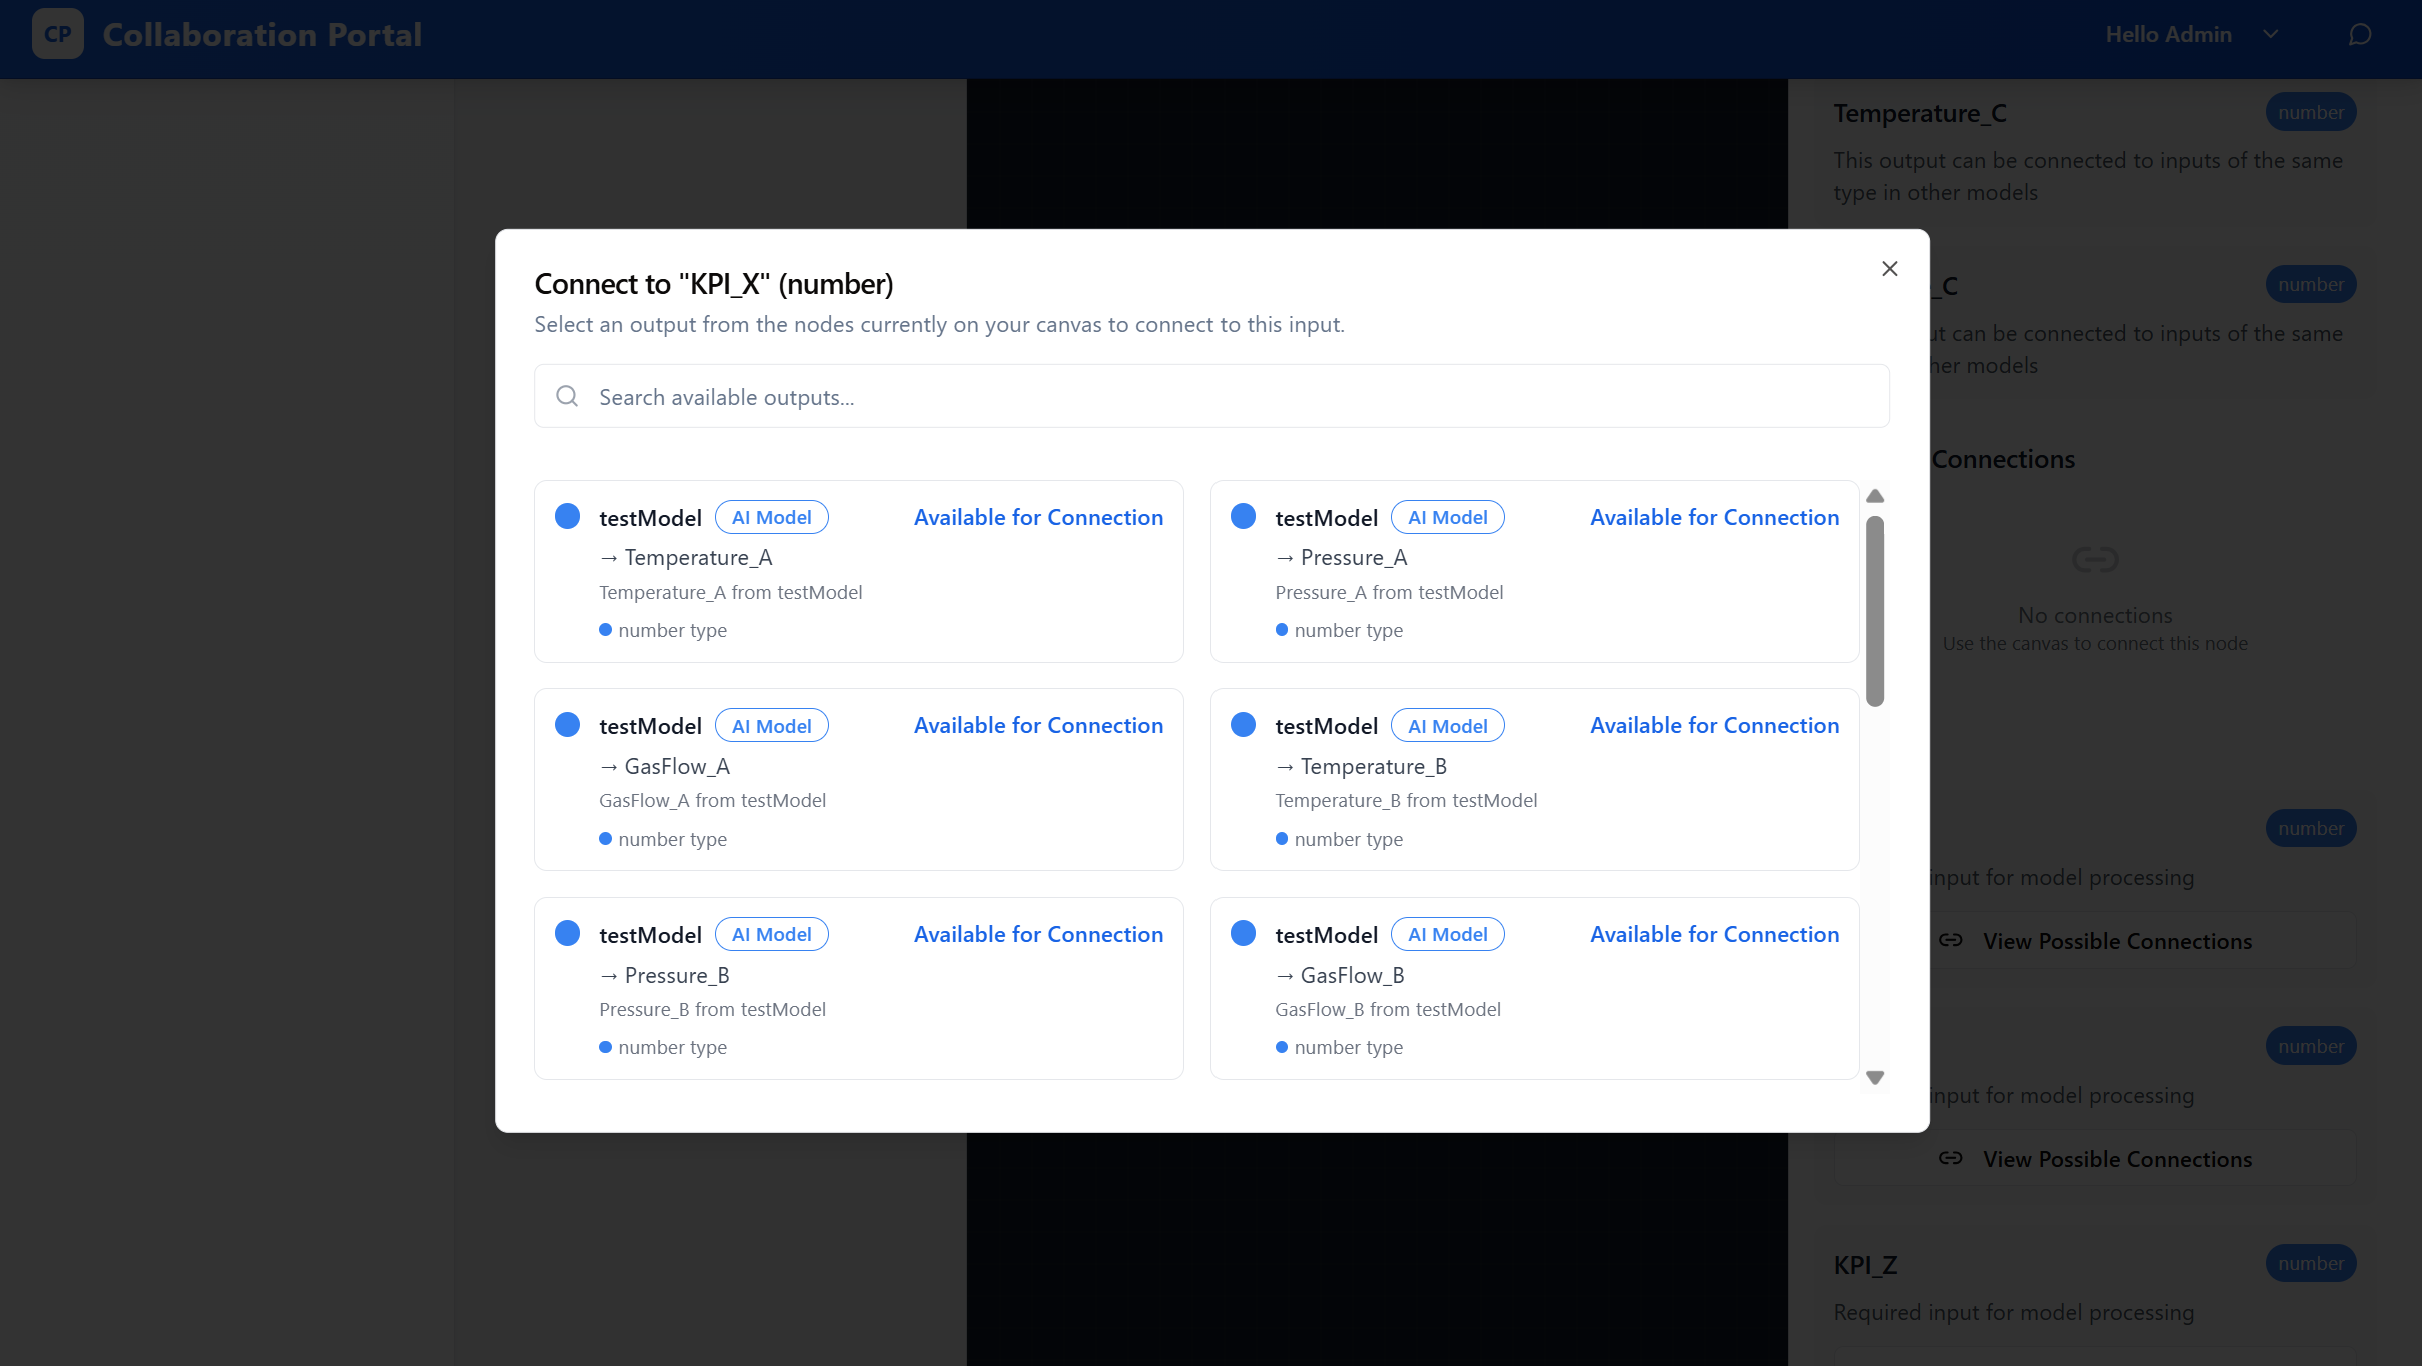 CP Collaboration Portal
Hello Admin
Temperature_C number
This output can be connected to inputs of the same
type in other models
_C number
ut can be connected to inputs of the same
her models
Connections
No connections
Use the canvas to connect this node
number
input for model processing
View Possible Connections
number
input for model processing
View Possible Connections
KPI_Z number
Required input for model processing
Connect to "KPI_X" (number)
Select an output from the nodes currently on your canvas to connect to this input.
Search available outputs...
testModel AI Model Available for Connection
→ Temperature_A
Temperature_A from testModel
number type
testModel AI Model Available for Connection
→ Pressure_A
Pressure_A from testModel
number type
testModel AI Model Available for Connection
→ GasFlow_A
GasFlow_A from testModel
number type
testModel AI Model Available for Connection
→ Temperature_B
Temperature_B from testModel
number type
testModel AI Model Available for Connection
→ Pressure_B
Pressure_B from testModel
number type
testModel AI Model Available for Connection
→ GasFlow_B
GasFlow_B from testModel
number type